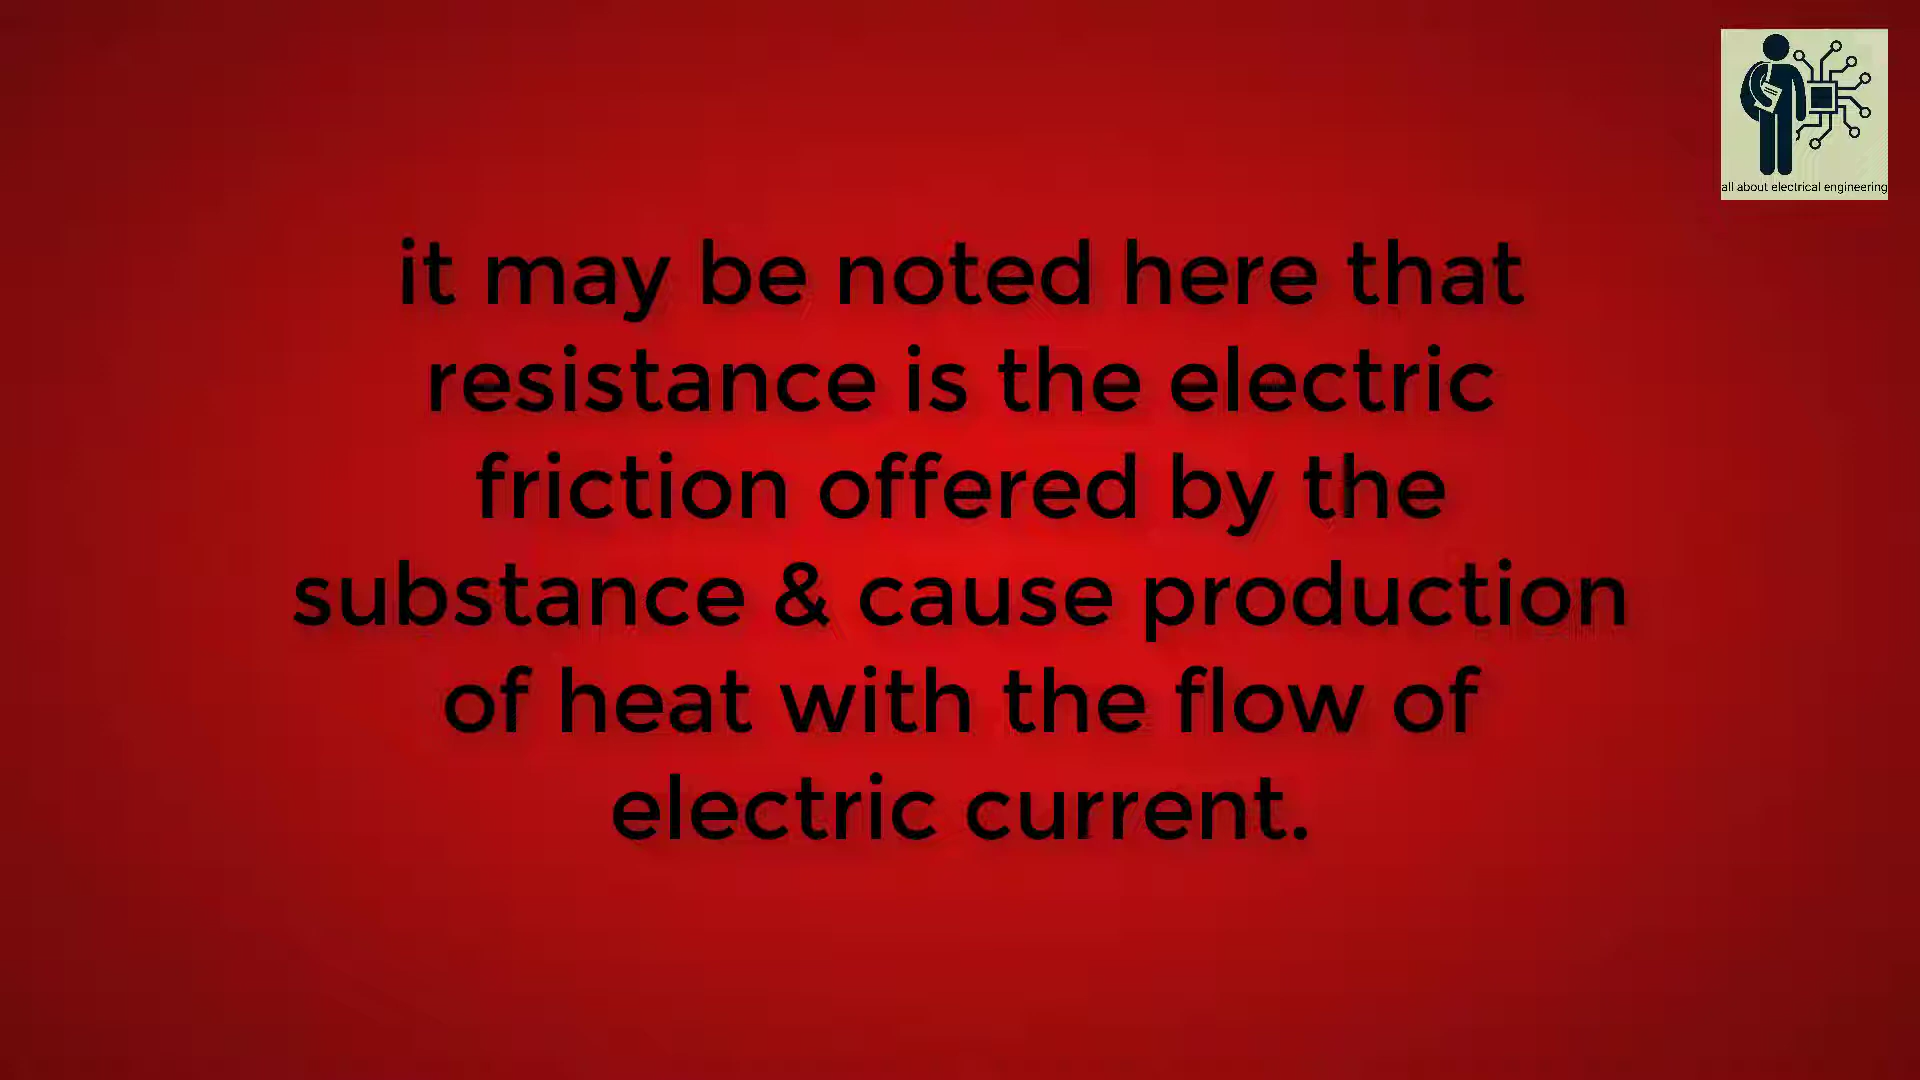 all about electrical engineering
it may be noted here that
resistance is the electric
friction offered by the
substance & cause production
of heat with the flow of
electric current.